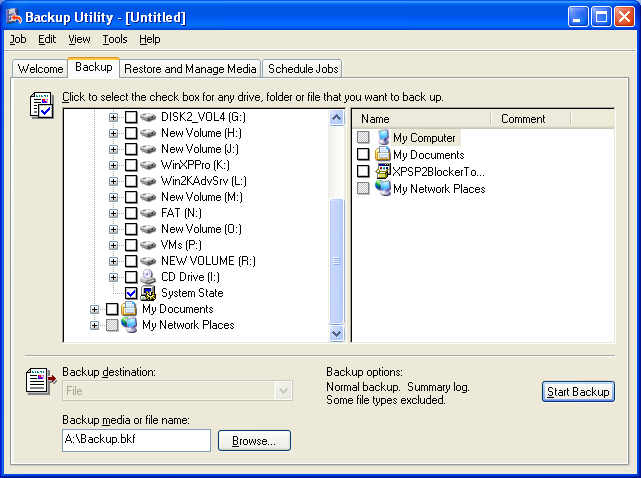 Backup Utility - [Untitled]
Job Edit View Tools Help
Welcome Backup Restore and Manage Media Schedule Jobs
Click to select the check box for any drive, folder or file that you want to back up.
DISK2_VOL4 (G:)
New Volume (H:)
New Volume (J:)
WinXPPro (K:)
Win2KAdvSrv (L:)
New Volume (M:)
FAT (N:)
New Volume (O:)
VMs (P:)
NEW VOLUME (R:)
CD Drive (I:)
System State
My Documents
My Network Places
Name Comment
My Computer
My Documents
XPSP2BlockerTo...
My Network Places
Backup destination:
File
Backup media or file name:
A:\Backup.bkf
Browse...
Backup options:
Normal backup. Summary log.
Some file types excluded.
Start Backup